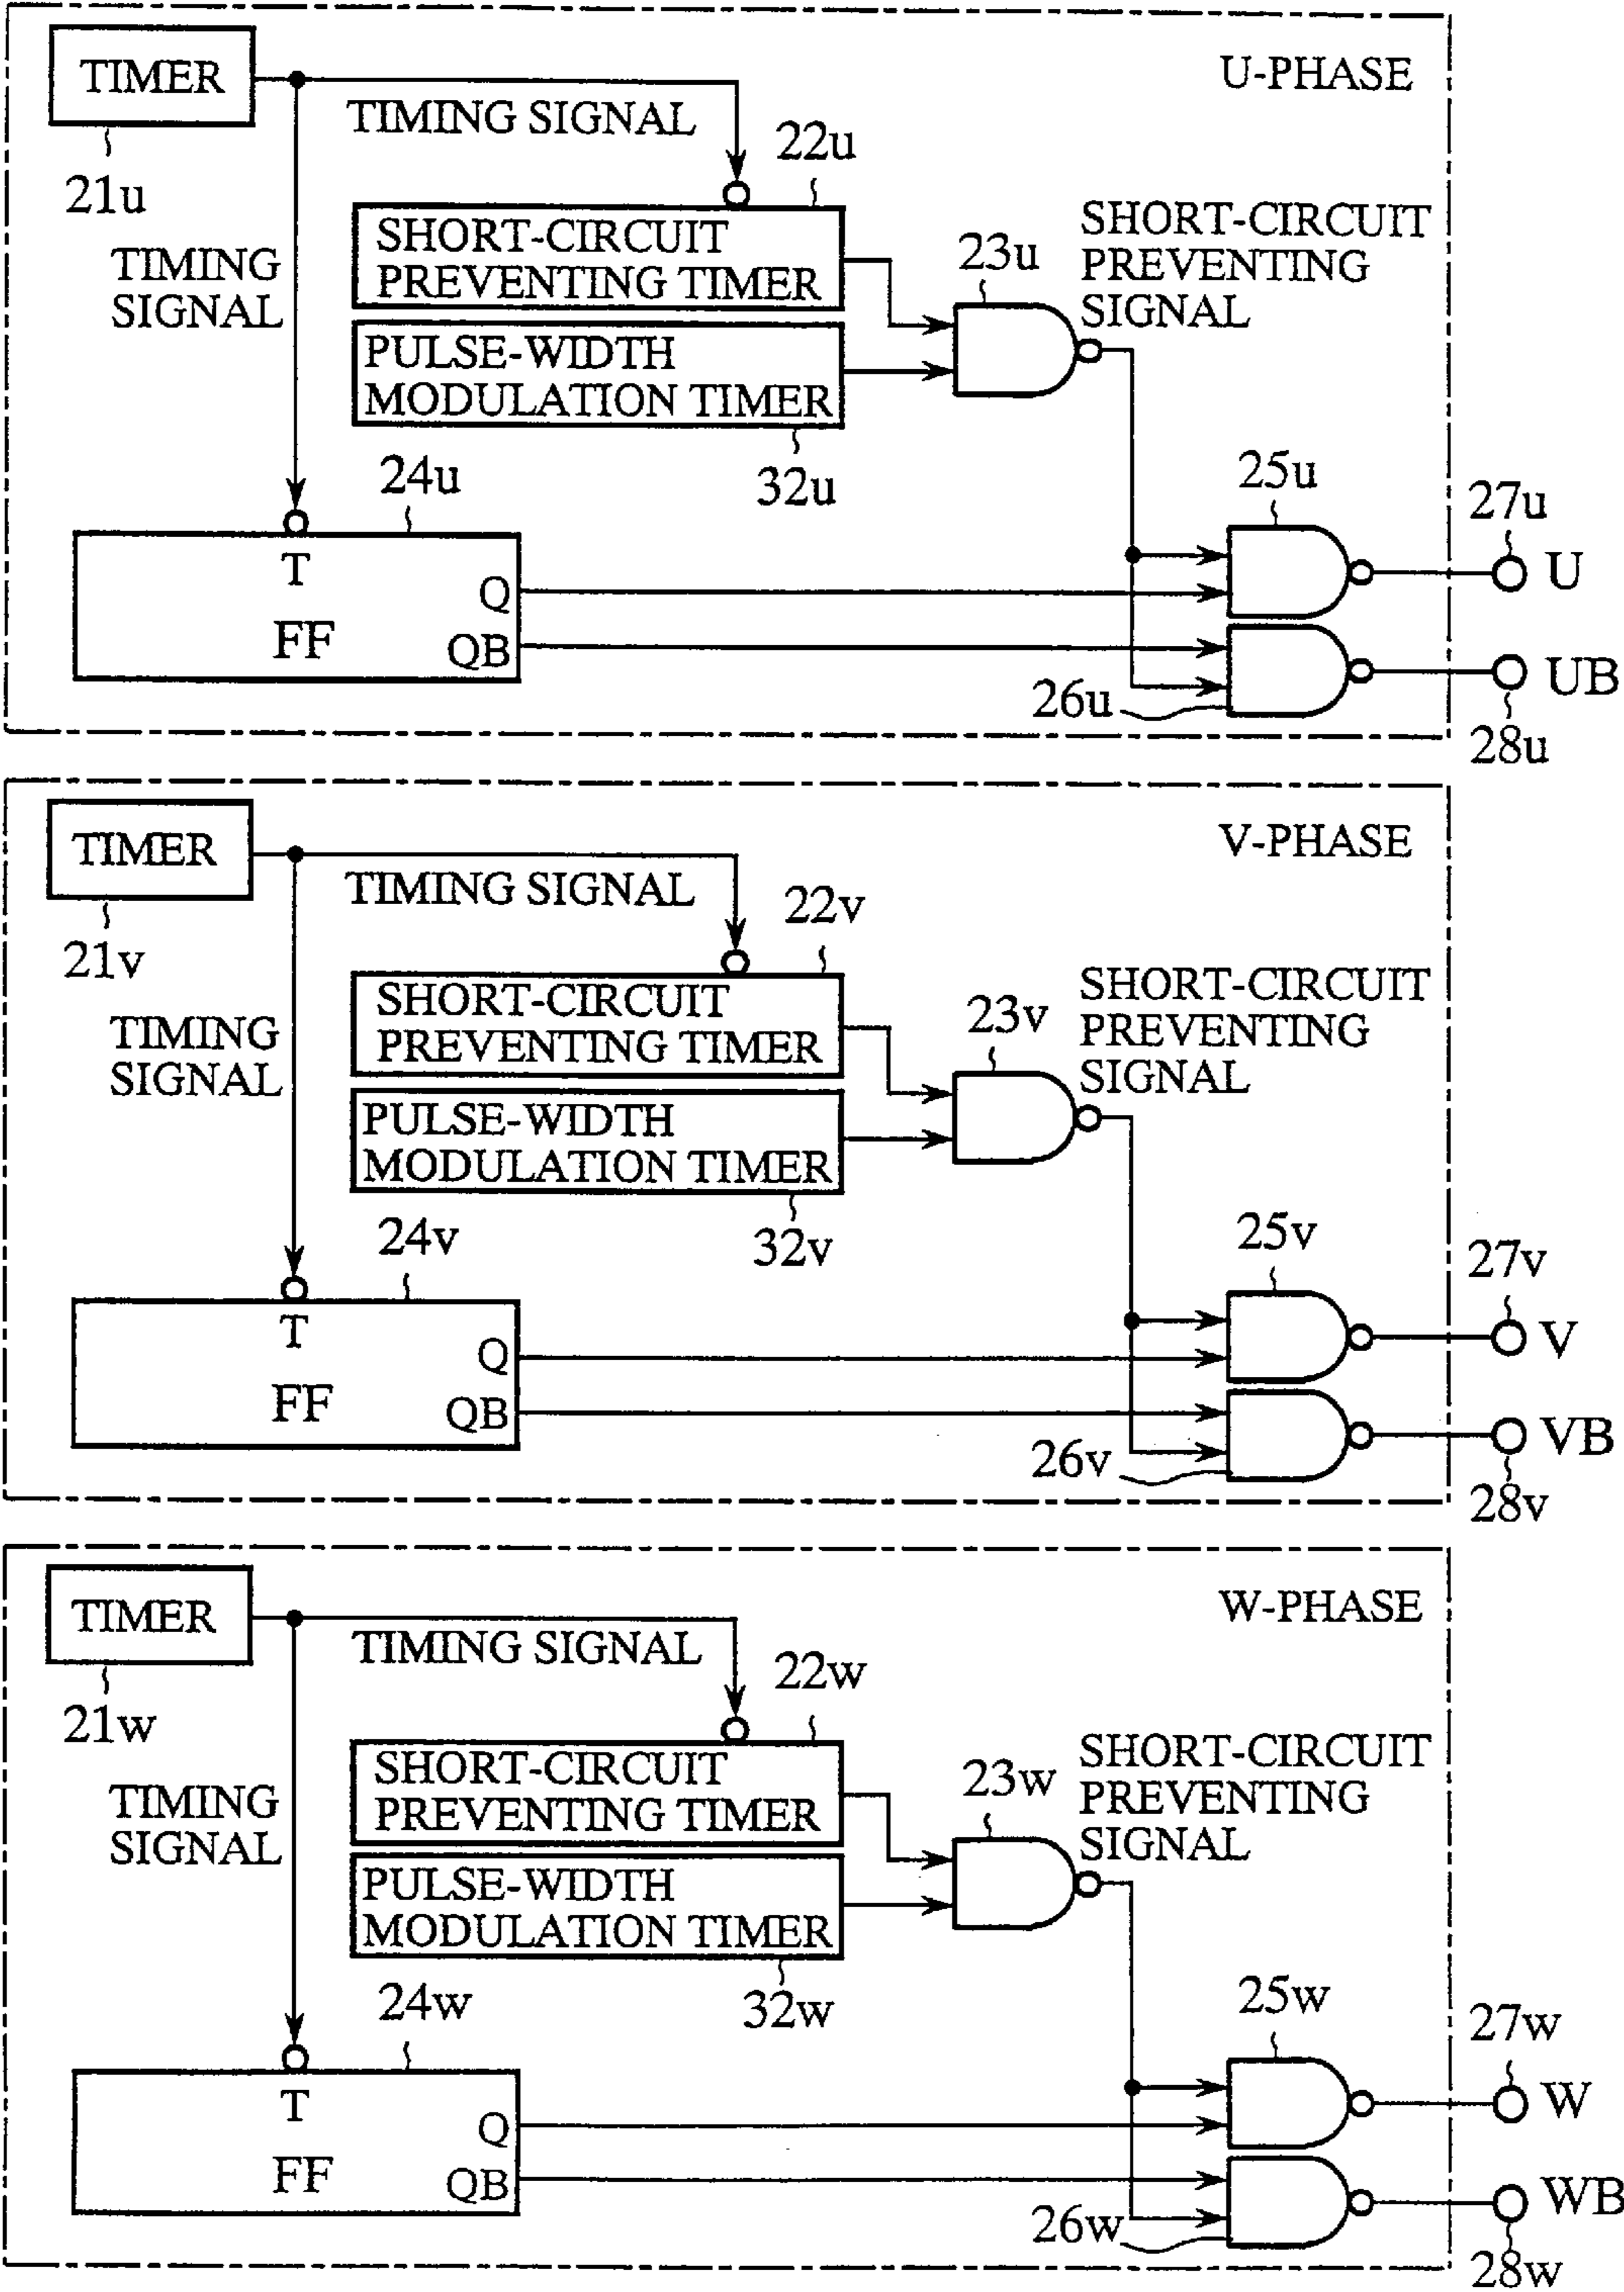 TIMER
U-PHASE
TIMING SIGNAL
22u
21u
SHORT-CIRCUIT
PREVENTING TIMER
23u
SHORT-CIRCUIT
PREVENTING
SIGNAL
TIMING
SIGNAL
PULSE-WIDTH
MODULATION TIMER
24u
32u
25u
27u
T
Q
U
FF
QB
26u
UB
28u
TIMER
V-PHASE
TIMING SIGNAL
22v
21v
SHORT-CIRCUIT
PREVENTING TIMER
23v
SHORT-CIRCUIT
PREVENTING
SIGNAL
TIMING
SIGNAL
PULSE-WIDTH
MODULATION TIMER
24v
32v
25v
27v
T
Q
V
FF
QB
26v
VB
28v
TIMER
W-PHASE
TIMING SIGNAL
22w
21w
SHORT-CIRCUIT
PREVENTING TIMER
23w
SHORT-CIRCUIT
PREVENTING
SIGNAL
TIMING
SIGNAL
PULSE-WIDTH
MODULATION TIMER
24w
32w
25w
27w
T
Q
W
FF
QB
26w
WB
28w